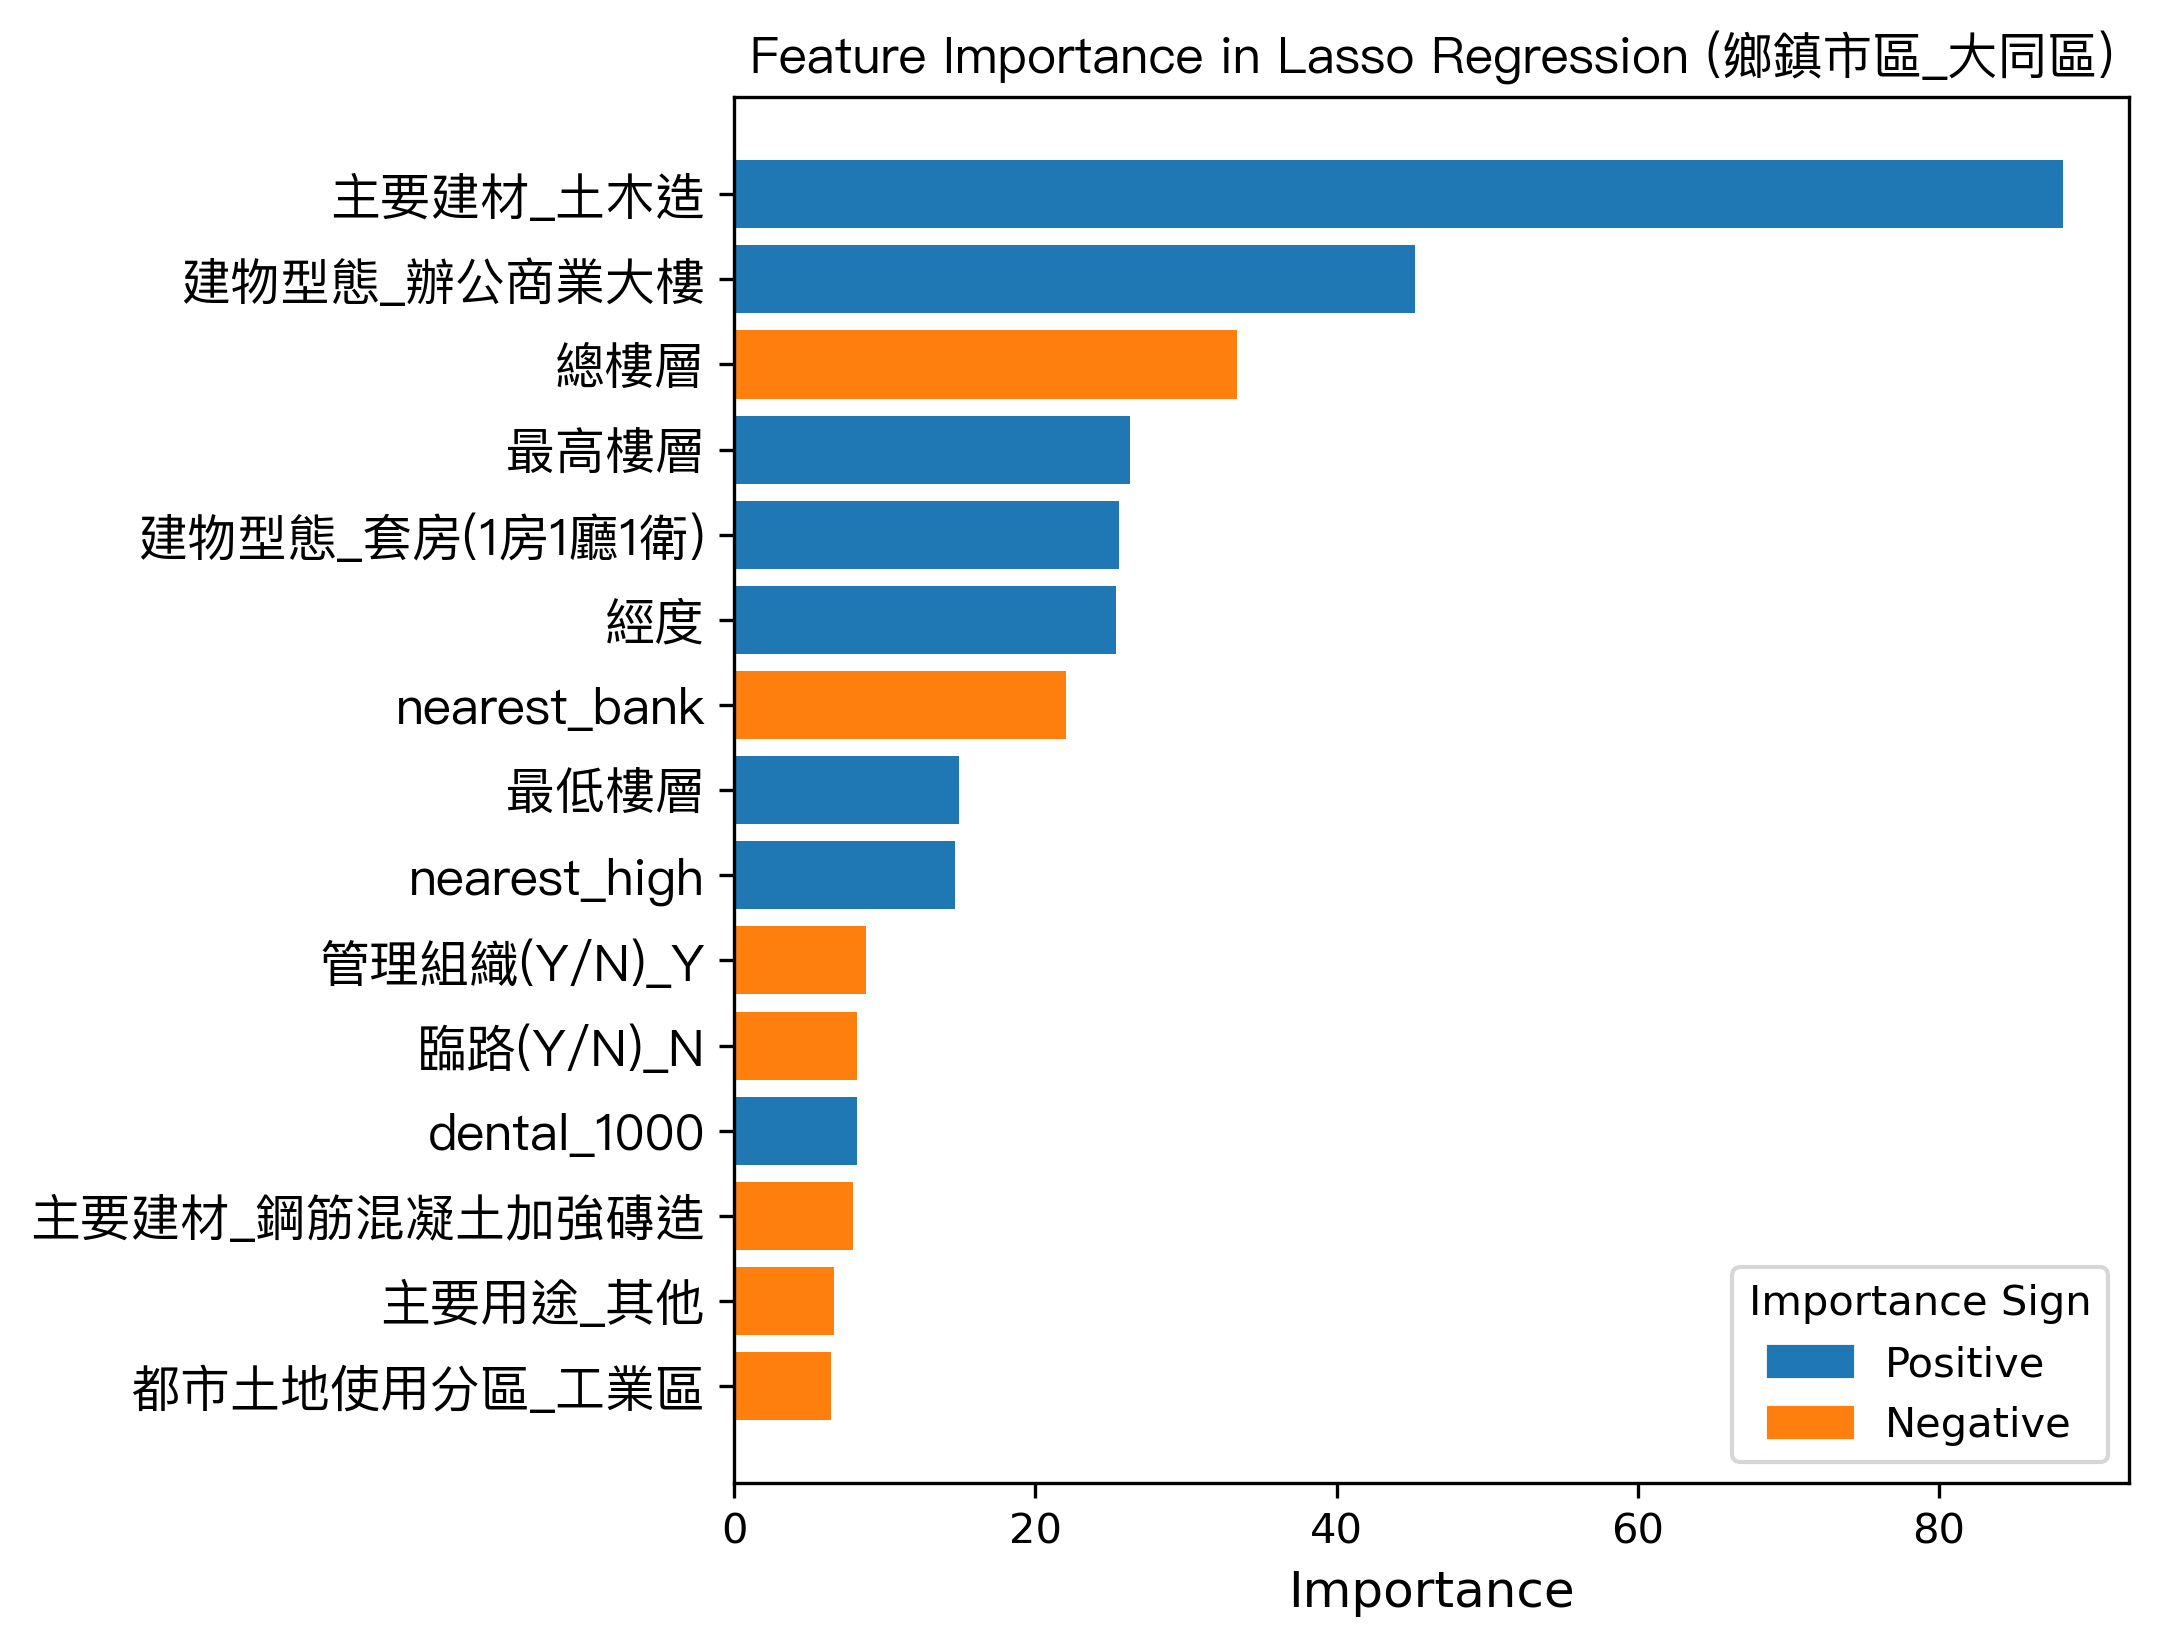 Feature Importance in Lasso Regression (鄉鎮市區_大同區)
主要建材_土木造
建物型態_辦公商業大樓
總樓層
最高樓層
建物型態_套房(1房1廳1衛)
經度
nearest_bank
最低樓層
nearest_high
管理組織(Y/N)_Y
臨路(Y/N)_N
dental_1000
主要建材_鋼筋混凝土加強磚造
主要用途_其他
都市土地使用分區_工業區
Importance Sign
Positive
Negative
0 20 40 60 80
Importance